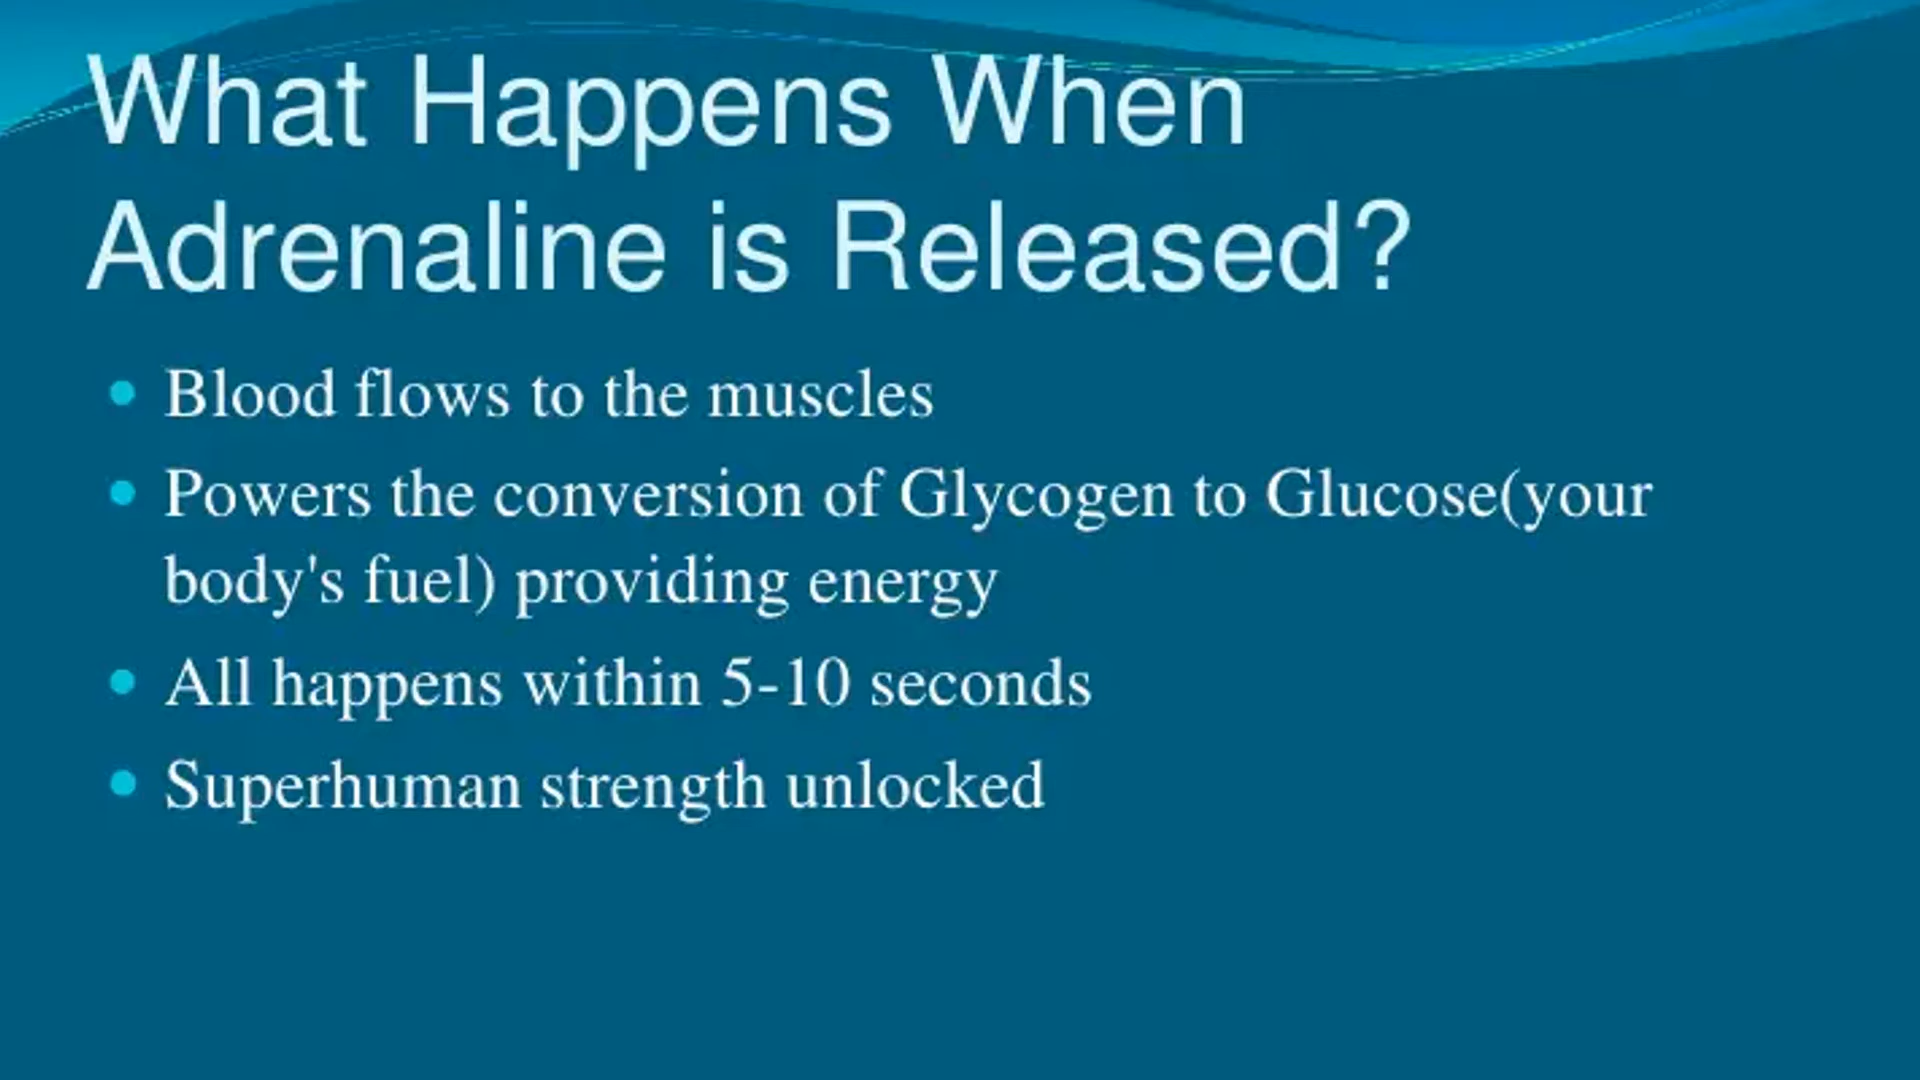 What Happens When
Adrenaline is Released?
Blood flows to the muscles
Powers the conversion of Glycogen to Glucose(your
body's fuel) providing energy
All happens within 5-10 seconds
Superhuman strength unlocked